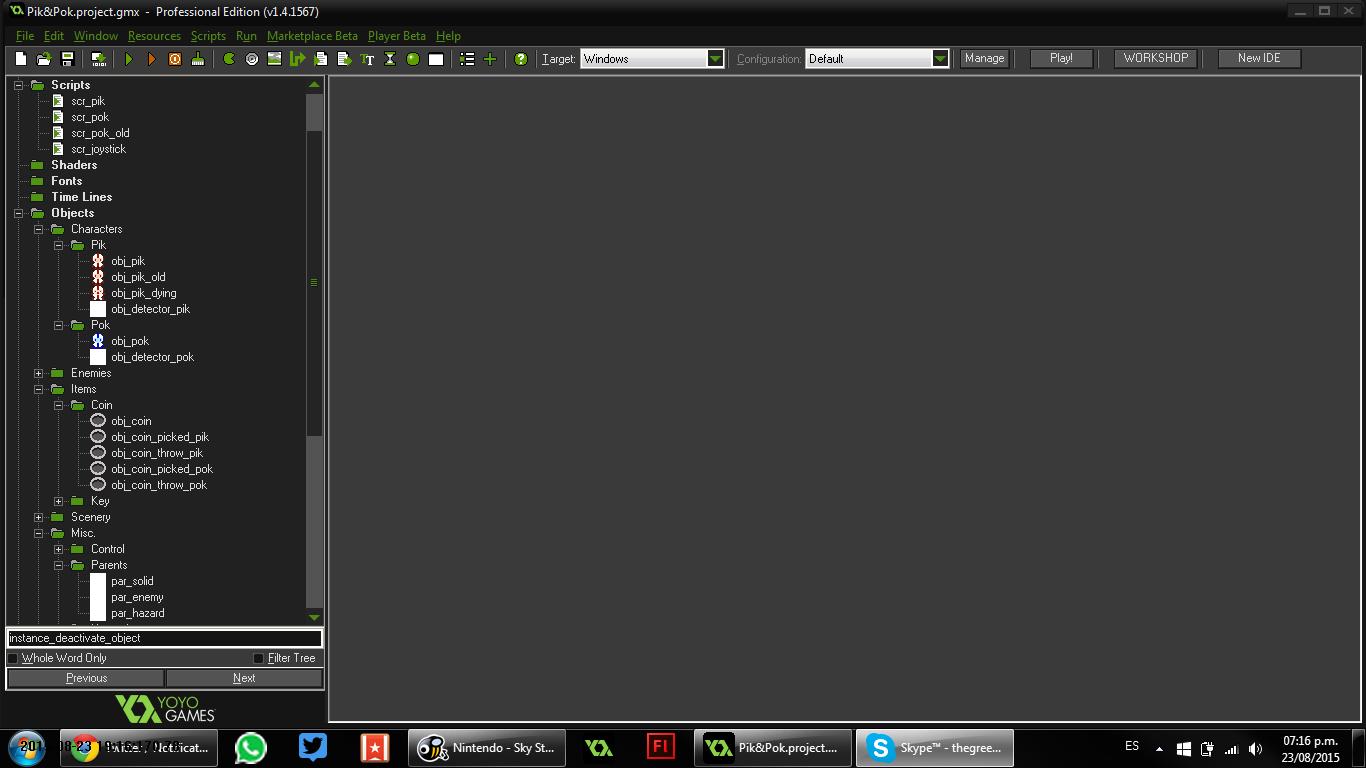 Pik&Pok.project.gmx - Professional Edition (v1.4.1567)
File Edit Window Resources Scripts Run Marketplace Beta Player Beta Help
Target: Windows Configuration: Default Manage Play! WORKSHOP New IDE
Scripts
scr_pik
scr_pok
scr_pok_old
scr_joystick
Shaders
Fonts
Time Lines
Objects
Characters
Pik
obj_pik
obj_pik_old
obj_pik_dying
obj_detector_pik
Pok
obj_pok
obj_detector_pok
Enemies
Items
Coin
obj_coin
obj_coin_picked_pik
obj_coin_throw_pik
obj_coin_picked_pok
obj_coin_throw_pok
Key
Scenery
Misc.
Control
Parents
par_solid
par_enemy
par_hazard
instance_deactivate_object
Whole Word Only Filter Tree
Previous Next
YOYO
GAMES
Nintendo - Sky St... Fl Pik&Pok.project.... Skype™ - thegree... ES 07:16 p.m.
23/08/2015